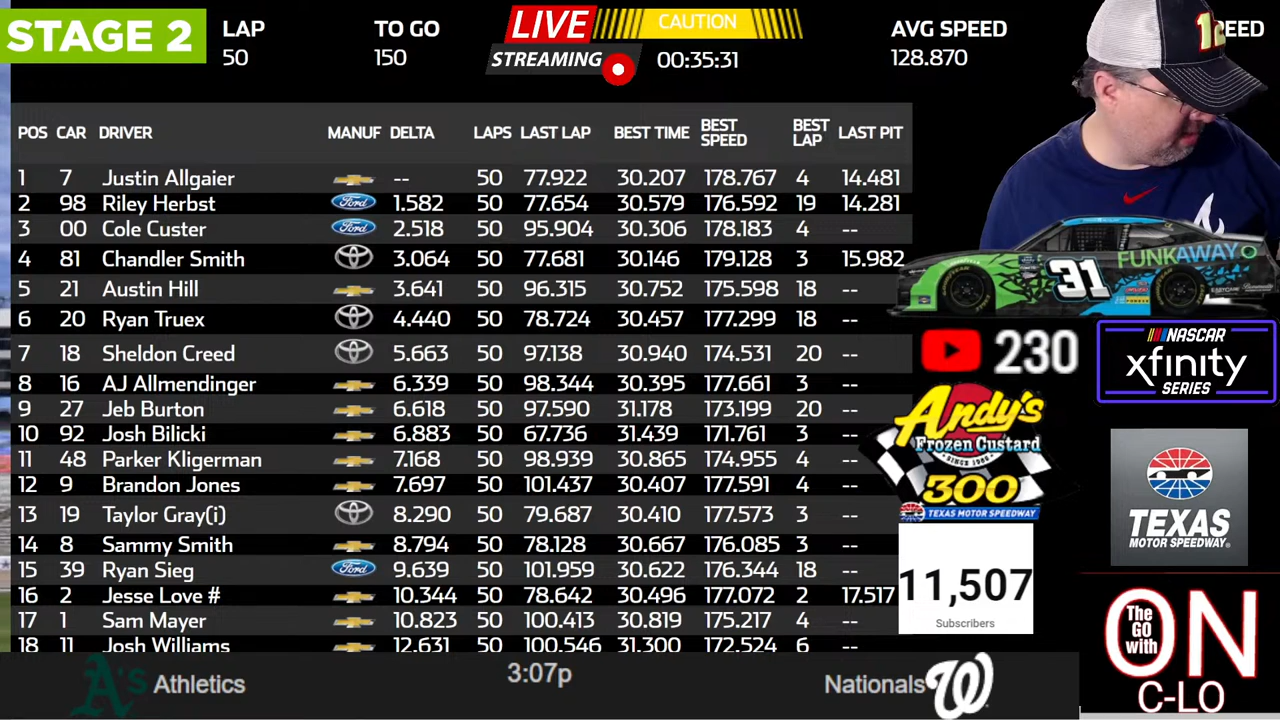 STAGE 2
LAP
50
TO GO
150
LIVE
STREAMING
CAUTION
00:35:31
AVG SPEED
128.870
EED
12
POS CAR DRIVER MANUF DELTA LAPS LAST LAP BEST TIME BEST SPEED BEST LAP LAST PIT
1 7 Justin Allgaier -- 50 77.922 30.207 178.767 4 14.481
2 98 Riley Herbst Ford 1.582 50 77.654 30.579 176.592 19 14.281
3 00 Cole Custer Ford 2.518 50 95.904 30.306 178.183 4 --
4 81 Chandler Smith 3.064 50 77.681 30.146 179.128 3 15.982
5 21 Austin Hill 3.641 50 96.315 30.752 175.598 18 --
6 20 Ryan Truex 4.440 50 78.724 30.457 177.299 18 --
7 18 Sheldon Creed 5.663 50 97.138 30.940 174.531 20 --
8 16 AJ Allmendinger 6.339 50 98.344 30.395 177.661 3 --
9 27 Jeb Burton 6.618 50 97.590 31.178 173.199 20 --
10 92 Josh Bilicki 6.883 50 67.736 31.439 171.761 3 --
11 48 Parker Kligerman 7.168 50 98.939 30.865 174.955 4 --
12 9 Brandon Jones 7.697 50 101.437 30.407 177.591 4 --
13 19 Taylor Gray(i) 8.290 50 79.687 30.410 177.573 3 --
14 8 Sammy Smith 8.794 50 78.128 30.667 176.085 3 --
15 39 Ryan Sieg Ford 9.639 50 101.959 30.622 176.344 18 --
16 2 Jesse Love # 10.344 50 78.642 30.496 177.072 2 17.517
17 1 Sam Mayer 10.823 50 100.413 30.819 175.217 4 --
18 11 Josh Williams 12.631 50 100.546 31.300 172.524 6
31
FUNKAWAY
230
NASCAR
xfinity
SERIES
Andy's
Frozen Custard
SINCE 1986
300
TEXAS MOTOR SPEEDWAY
TEXAS
MOTOR SPEEDWAY
11,507
Subscribers
The GO with
ON
C-LO
A's Athletics
3:07p
Nationals W